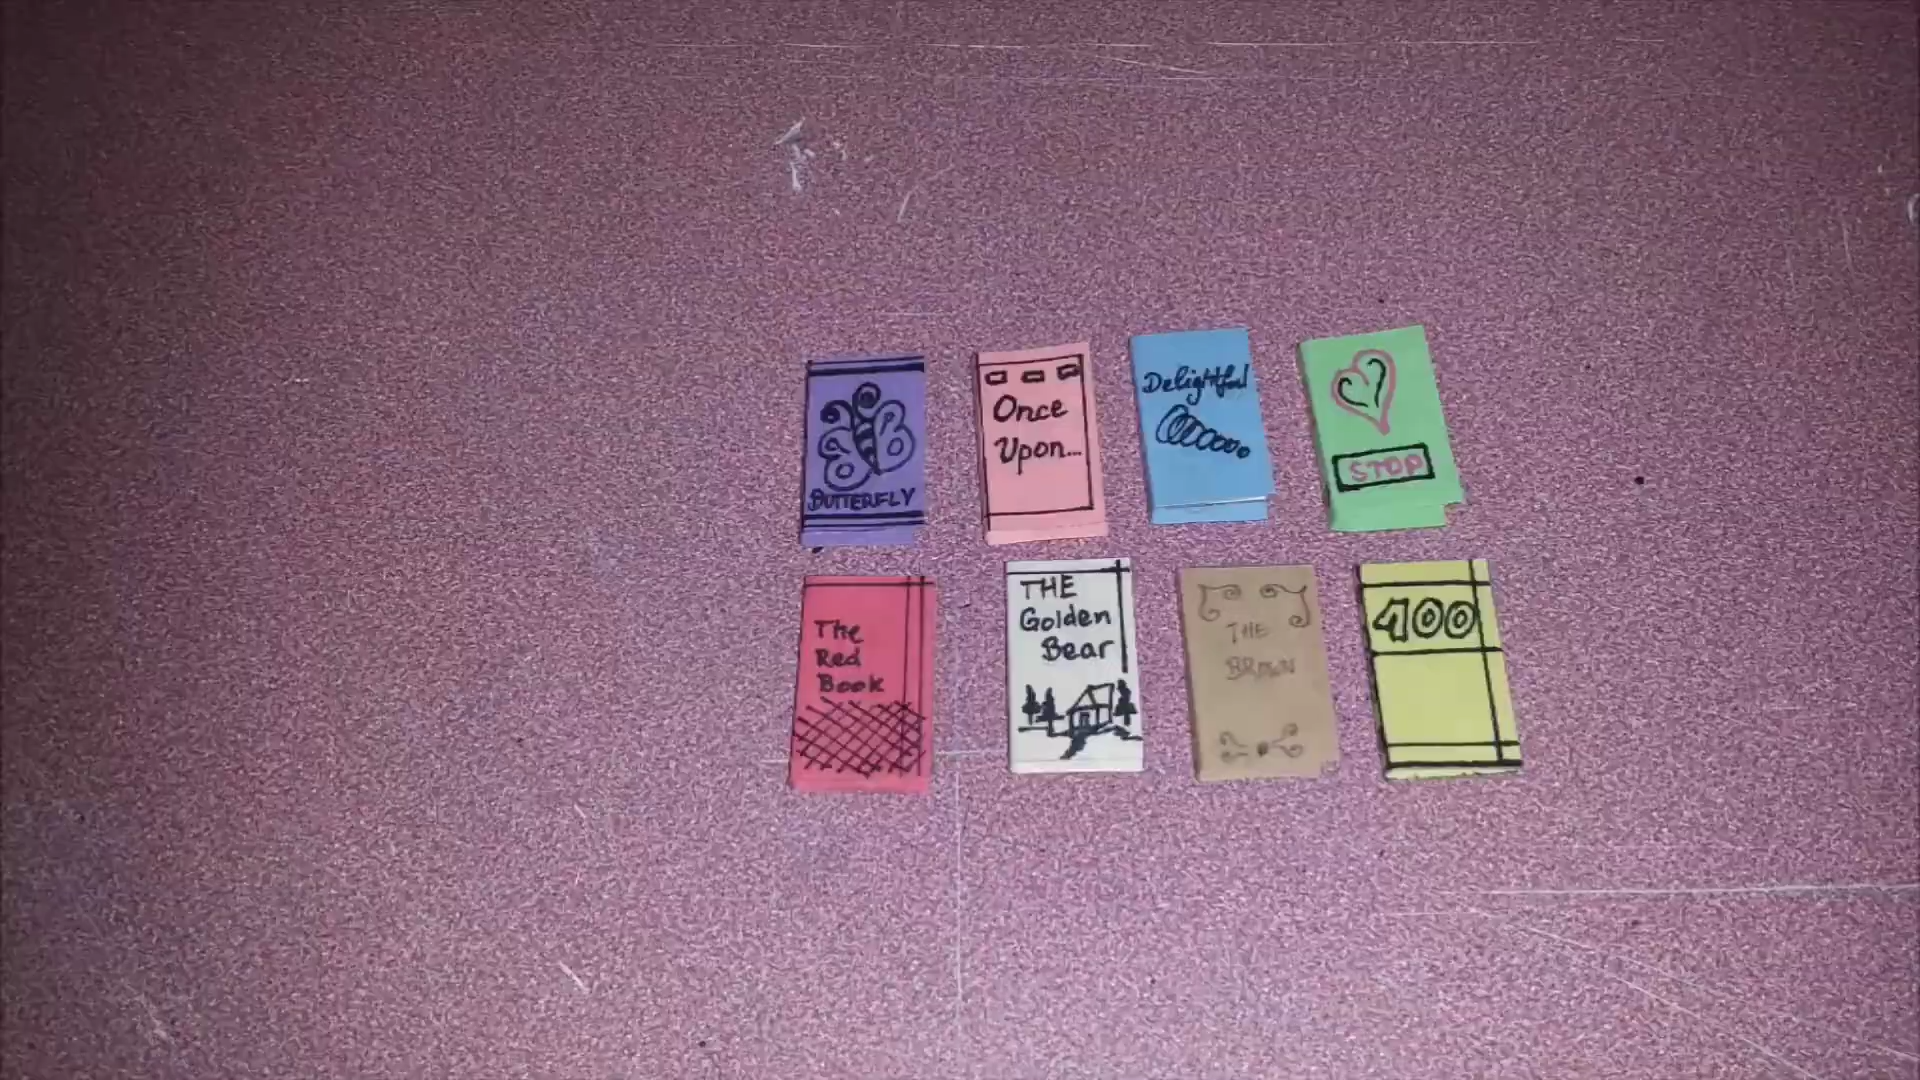 BUTTERFLY
Once
Upon...
Delightful
STOP
The
Red
Book
THE
Golden
Bear
THE
BROWN
100